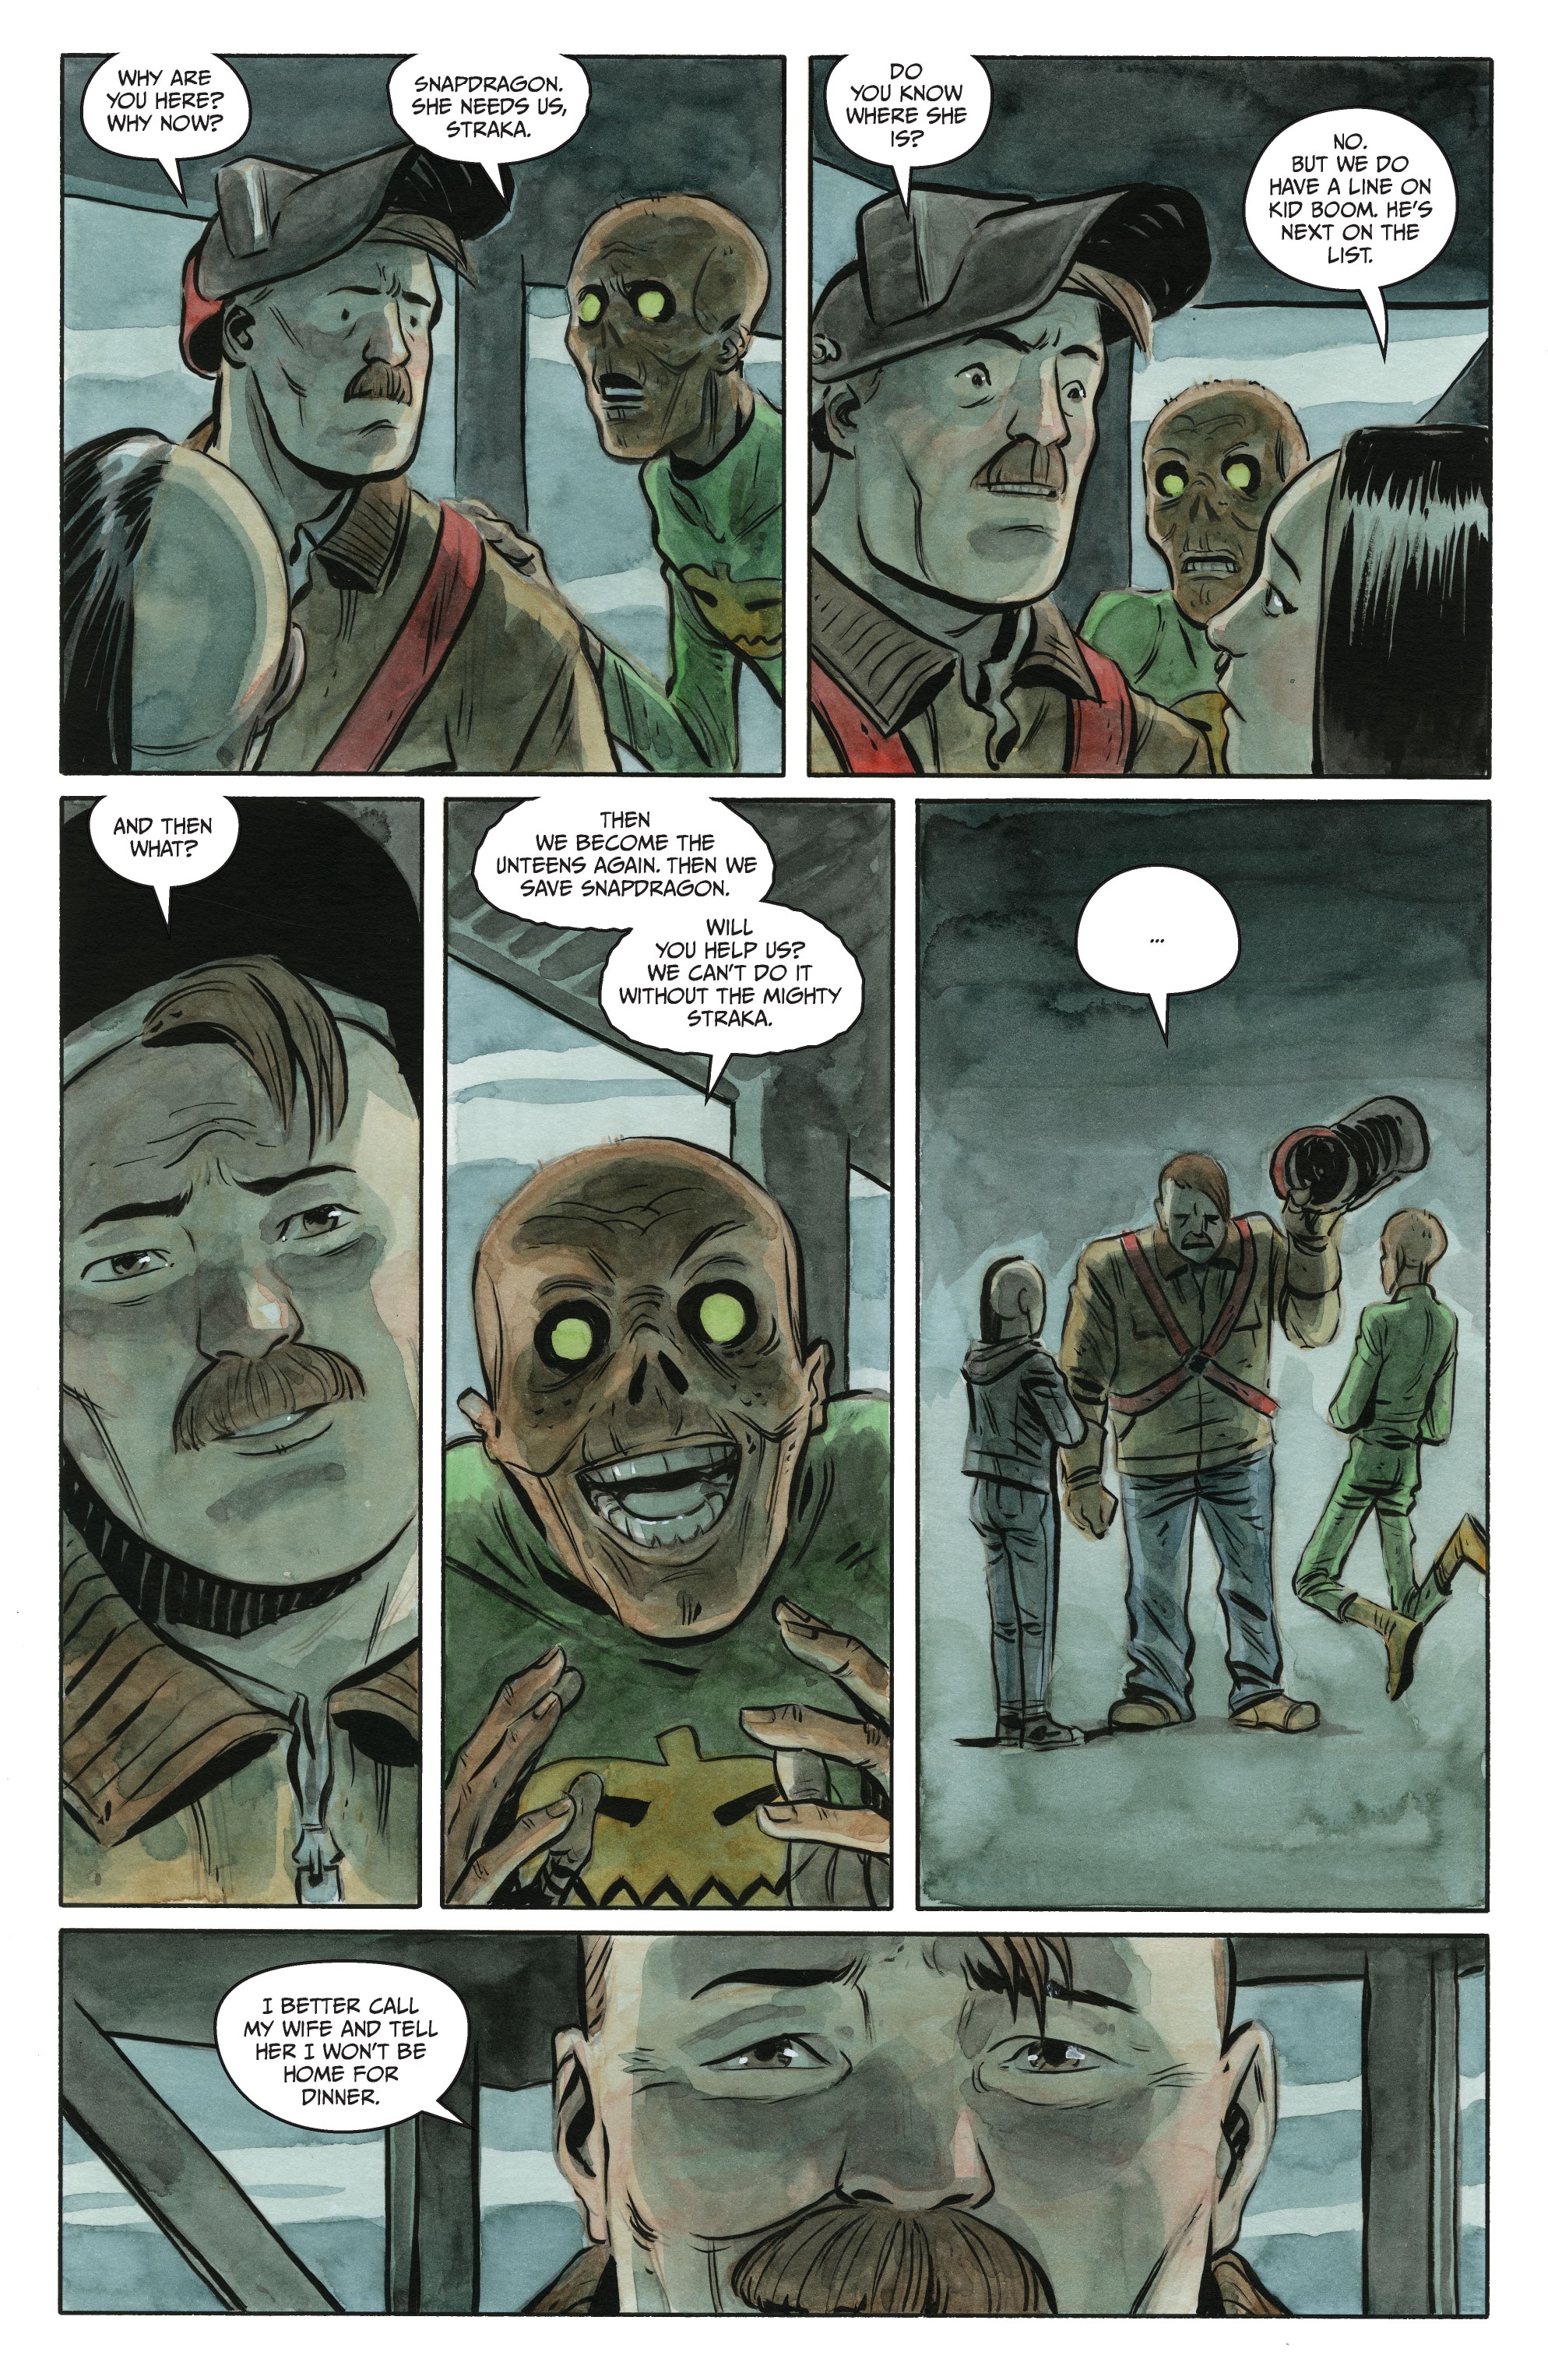 WHY ARE
YOU HERE?
WHY NOW?
SNAPDRAGON.
SHE NEEDS US,
STRAKA.
DO
YOU KNOW
WHERE SHE
IS?
NO.
BUT WE DO
HAVE A LINE ON
KID BOOM. HE'S
NEXT ON THE
LIST.
AND THEN
WHAT?
THEN
WE BECOME THE
UNTEENS AGAIN. THEN WE
SAVE SNAPDRAGON.
WILL
YOU HELP US?
WE CAN'T DO IT
WITHOUT THE MIGHTY
STRAKA.
...
I BETTER CALL
MY WIFE AND TELL
HER I WON'T BE
HOME FOR
DINNER.